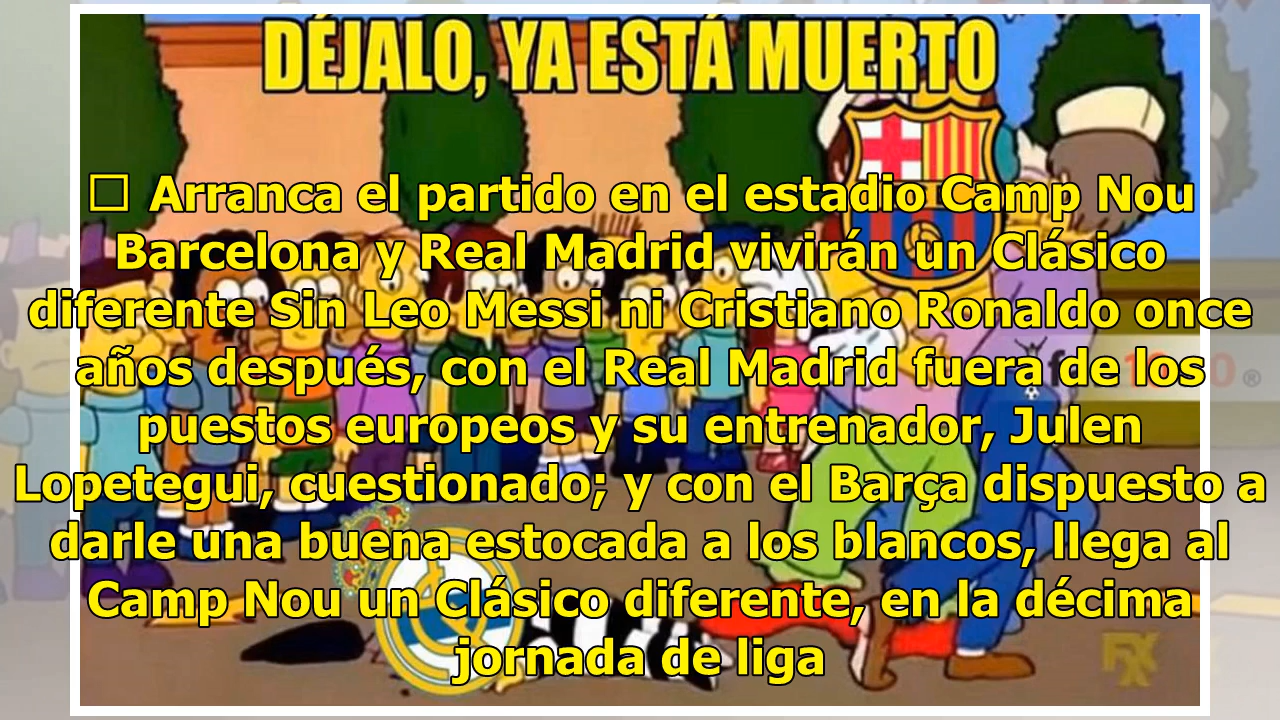 DÉJALO, YA ESTÁ MUERTO
□ Arranca el partido en el estadio Camp Nou
Barcelona y Real Madrid vivirán un Clásico
diferente Sin Leo Messi ni Cristiano Ronaldo once
años después, con el Real Madrid fuera de los
puestos europeos y su entrenador, Julen
Lopetegui, cuestionado; y con el Barça dispuesto a
darle una buena estocada a los blancos, llega al
Camp Nou un Clásico diferente, en la décima
jornada de liga
FX